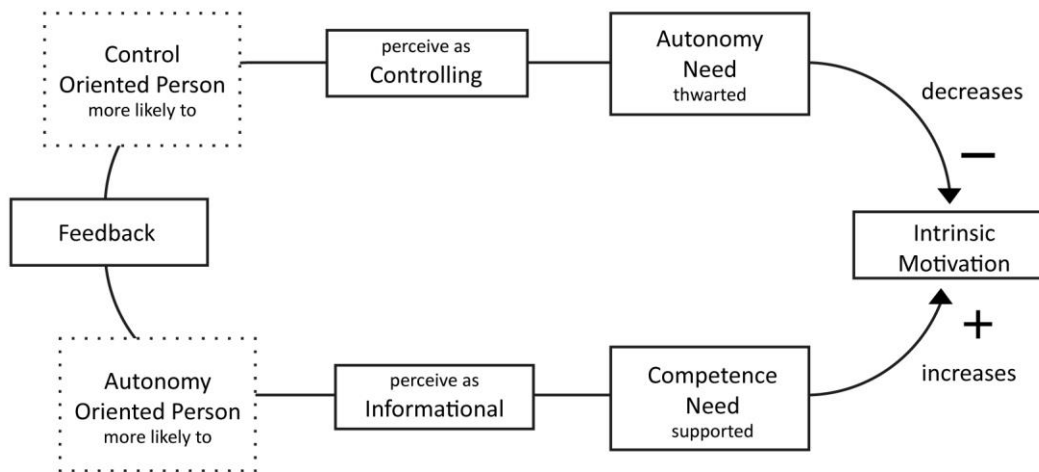 Control
Oriented Person
more likely to
perceive as
Controlling
Autonomy
Need
thwarted
decreases
−
Feedback
Intrinsic
Motivation
Autonomy
Oriented Person
more likely to
perceive as
Informational
Competence
Need
supported
+
increases